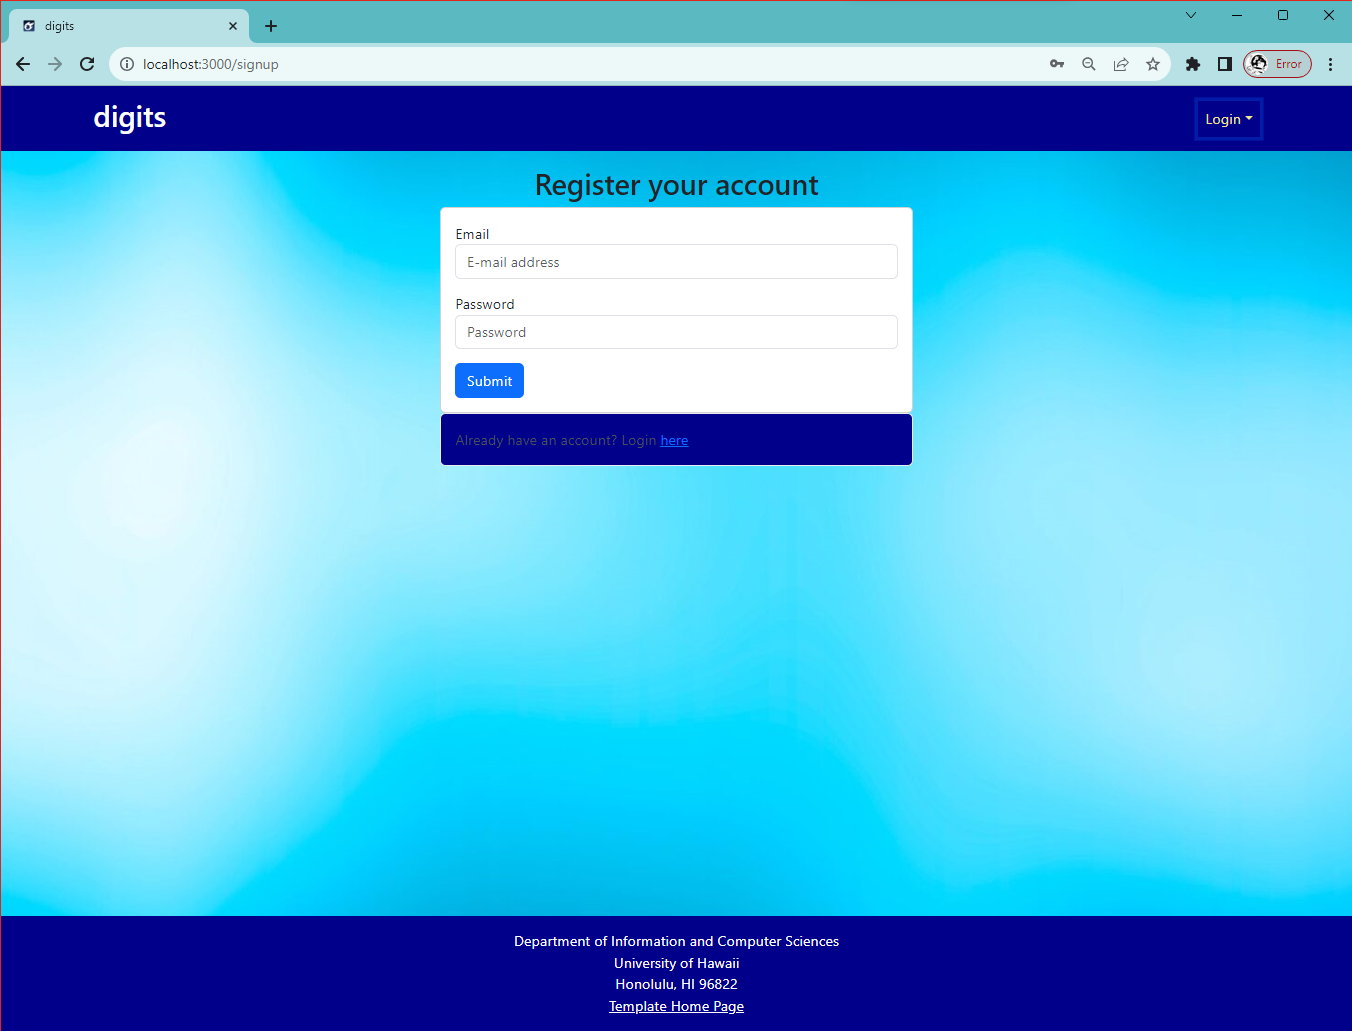 digits
localhost:3000/signup
Error
digits
Login
Register your account
Email
E-mail address
Password
Password
Submit
Already have an account? Login here
Department of Information and Computer Sciences
University of Hawaii
Honolulu, HI 96822
Template Home Page